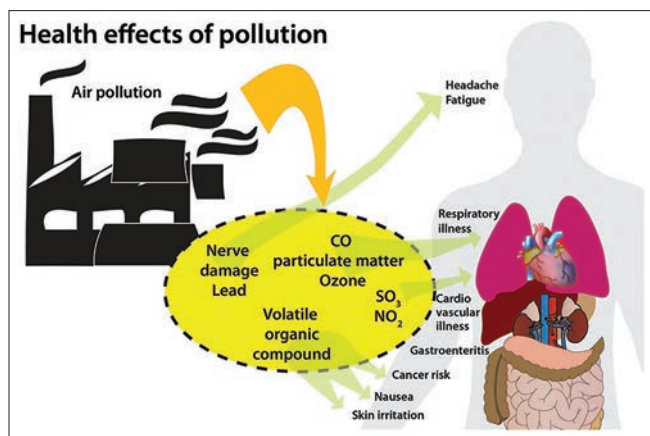 Health effects of pollution
Air pollution
Headache
Fatigue
Respiratory
illness
Nerve
damage
Lead
CO
particulate matter
Ozone
SO3
NO2
Volatile
organic
compound
Cardio
vascular
illness
Gastroenteritis
Cancer risk
Nausea
Skin irritation